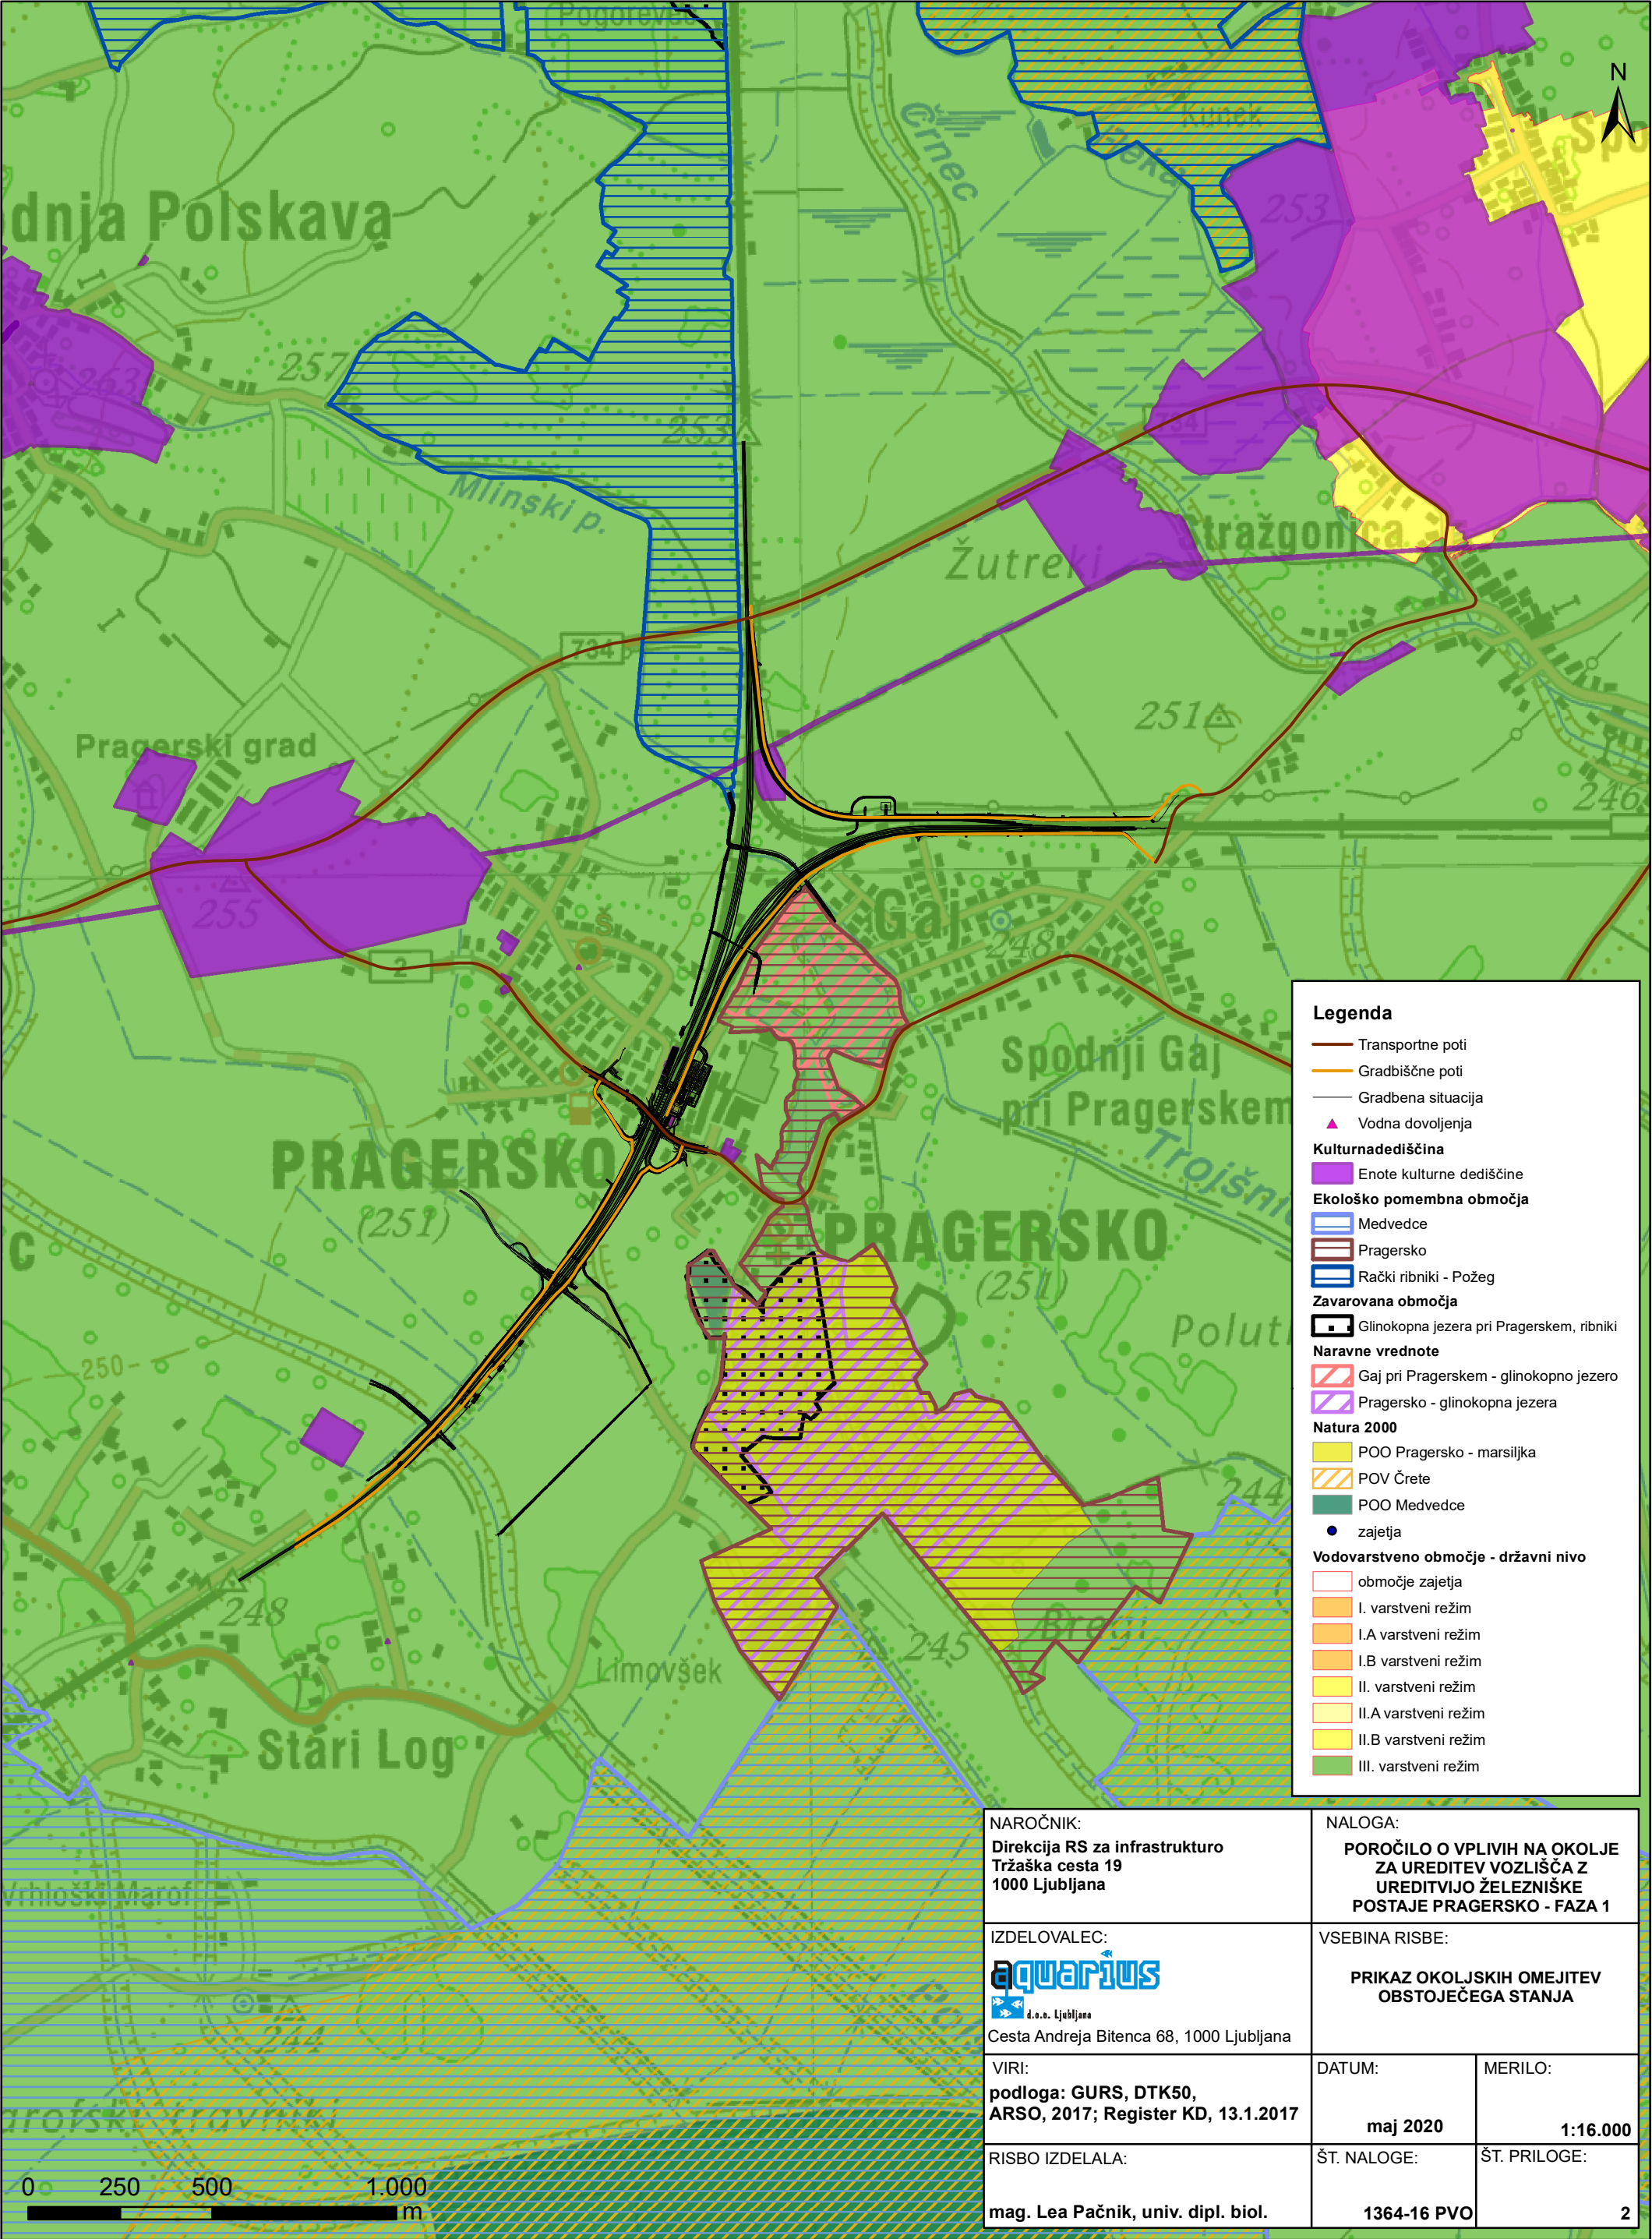 Pogorevec
N
Črnec
Kunek
253
dnja Polskava
263
257
253
734
Mlinski p.
Stražgonjca
Žutreki
734
251
Pragerski grad
246
255
Gaj
Š
248
2
Spodnji Gaj
pri Pragerskem
PRAGERSKO
(251)
PRAGERSKO
(251)
250
244
248
245
Limovšek
Stari Log
Vrhloški Marof
244
Legenda
Transportne poti
Gradbiščne poti
Gradbena situacija
Vodna dovoljenja
Kulturnadediščina
Enote kulturne dediščine
Ekološko pomembna območja
Medvedce
Pragersko
Rački ribniki - Požeg
Zavarovana območja
Glinokopna jezera pri Pragerskem, ribniki
Naravne vrednote
Gaj pri Pragerskem - glinokopno jezero
Pragersko - glinokopna jezera
Natura 2000
POO Pragersko - marsiljka
POV Črete
POO Medvedce
zajetja
Vodovarstveno območje - državni nivo
območje zajetja
I. varstveni režim
I.A varstveni režim
I.B varstveni režim
II. varstveni režim
II.A varstveni režim
II.B varstveni režim
III. varstveni režim
NAROČNIK:
Direkcija RS za infrastrukturo
Tržaška cesta 19
1000 Ljubljana
NALOGA:
POROČILO O VPLIVIH NA OKOLJE
ZA UREDITEV VOZLIŠČA Z
UREDITVIJO ŽELEZNIŠKE
POSTAJE PRAGERSKO - FAZA 1
IZDELOVALEC:
aquarius
d.o.o. Ljubljana
Cesta Andreja Bitenca 68, 1000 Ljubljana
VSEBINA RISBE:
PRIKAZ OKOLJSKIH OMEJITEV
OBSTOJEČEGA STANJA
VIRI:
podloga: GURS, DTK50,
ARSO, 2017; Register KD, 13.1.2017
DATUM:
maj 2020
MERILO:
1:16.000
RISBO IZDELALA:
mag. Lea Pačnik, univ. dipl. biol.
ŠT. NALOGE:
1364-16 PVO
ŠT. PRILOGE:
2
0 250 500 1.000
m